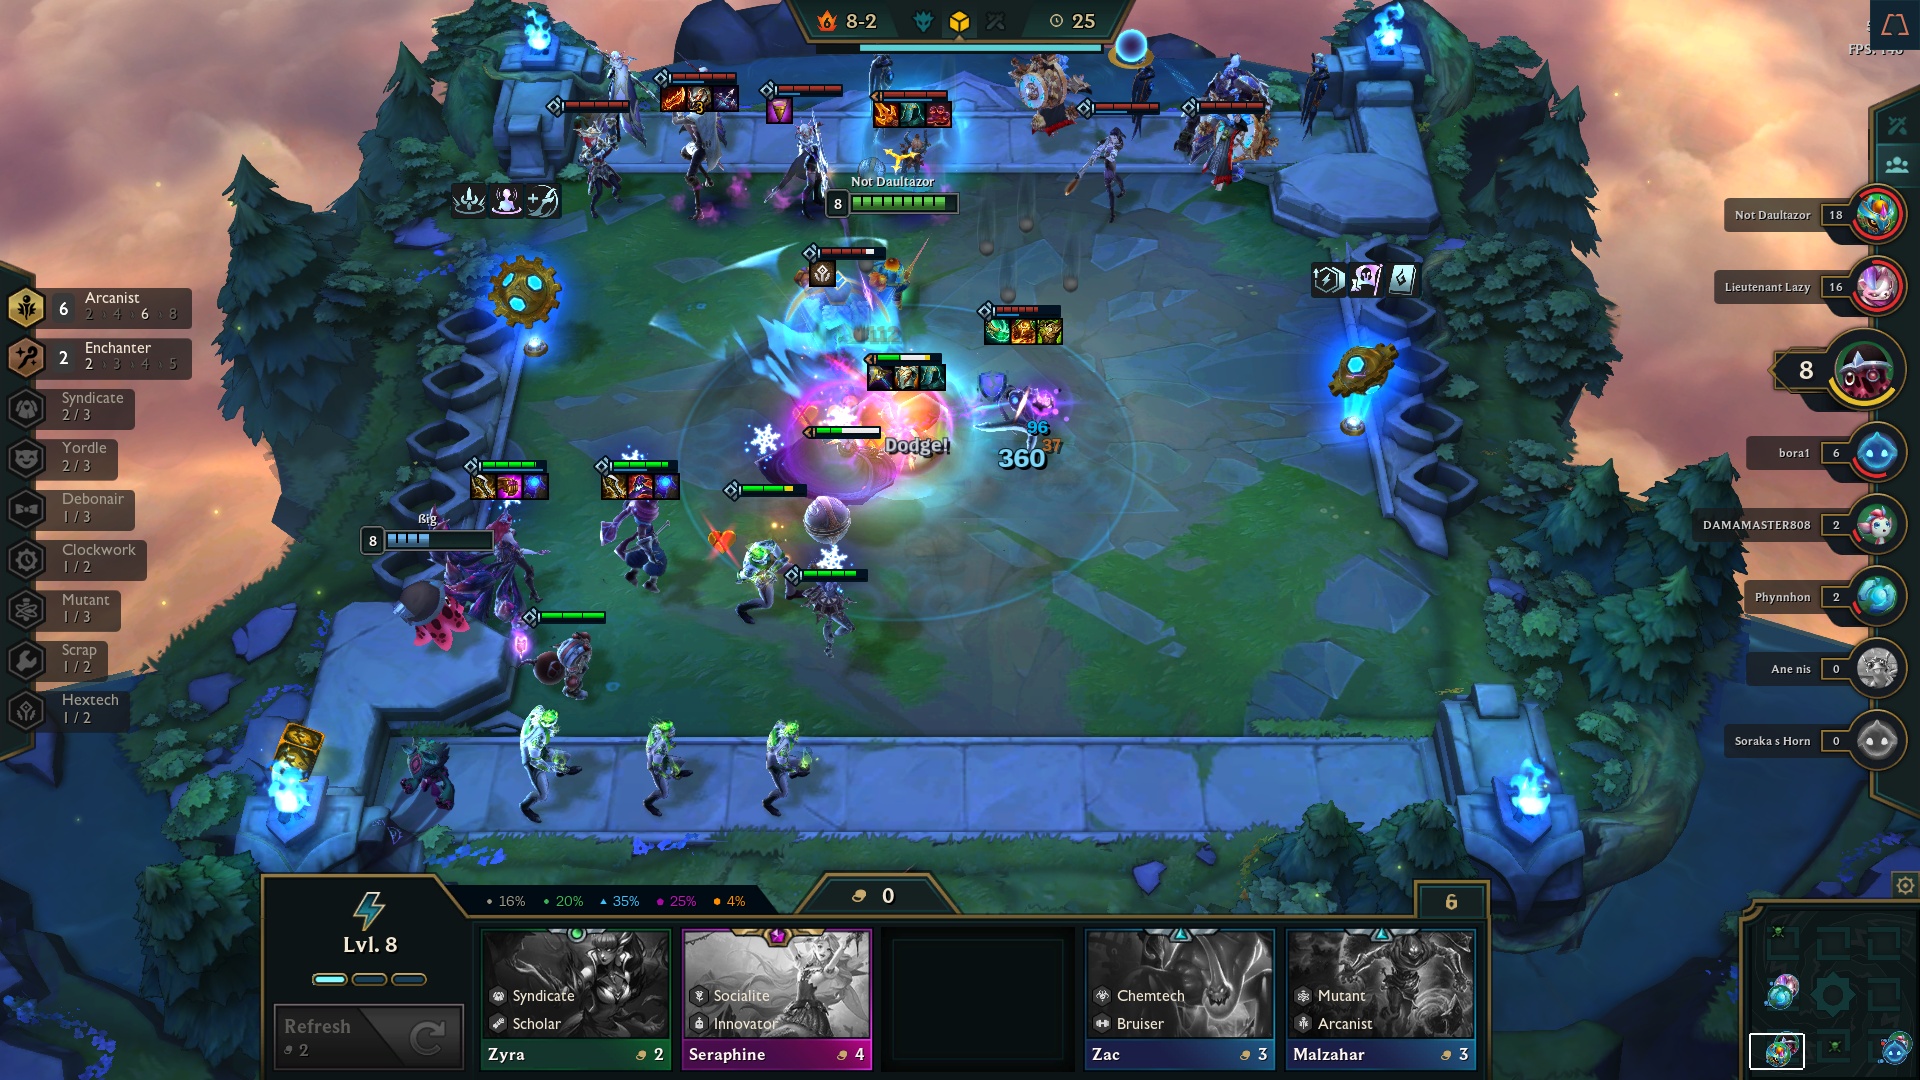 8-2
25
Not Daultazor
8
Not Daultazor 18
Lieutenant Lazy 16
8
bora1 6
DAMAMASTER808 2
Phynnhon 2
Ane nis 0
Soraka s Horn 0
6 Arcanist
2 › 4 › 6 › 8
2 Enchanter
2 › 3 › 4 › 5
Syndicate
2 / 3
Yordle
2 / 3
Debonair
1 / 3
Clockwork
1 / 2
Mutant
1 / 3
Scrap
1 / 2
Hextech
1 / 2
Dodge!
96
37
360
ßig
8
Lvl. 8
16% 20% 35% 25% 4%
0
6
Refresh
2
Syndicate
Scholar
Zyra 2
Socialite
Innovator
Seraphine 4
Chemtech
Bruiser
Zac 3
Mutant
Arcanist
Malzahar 3